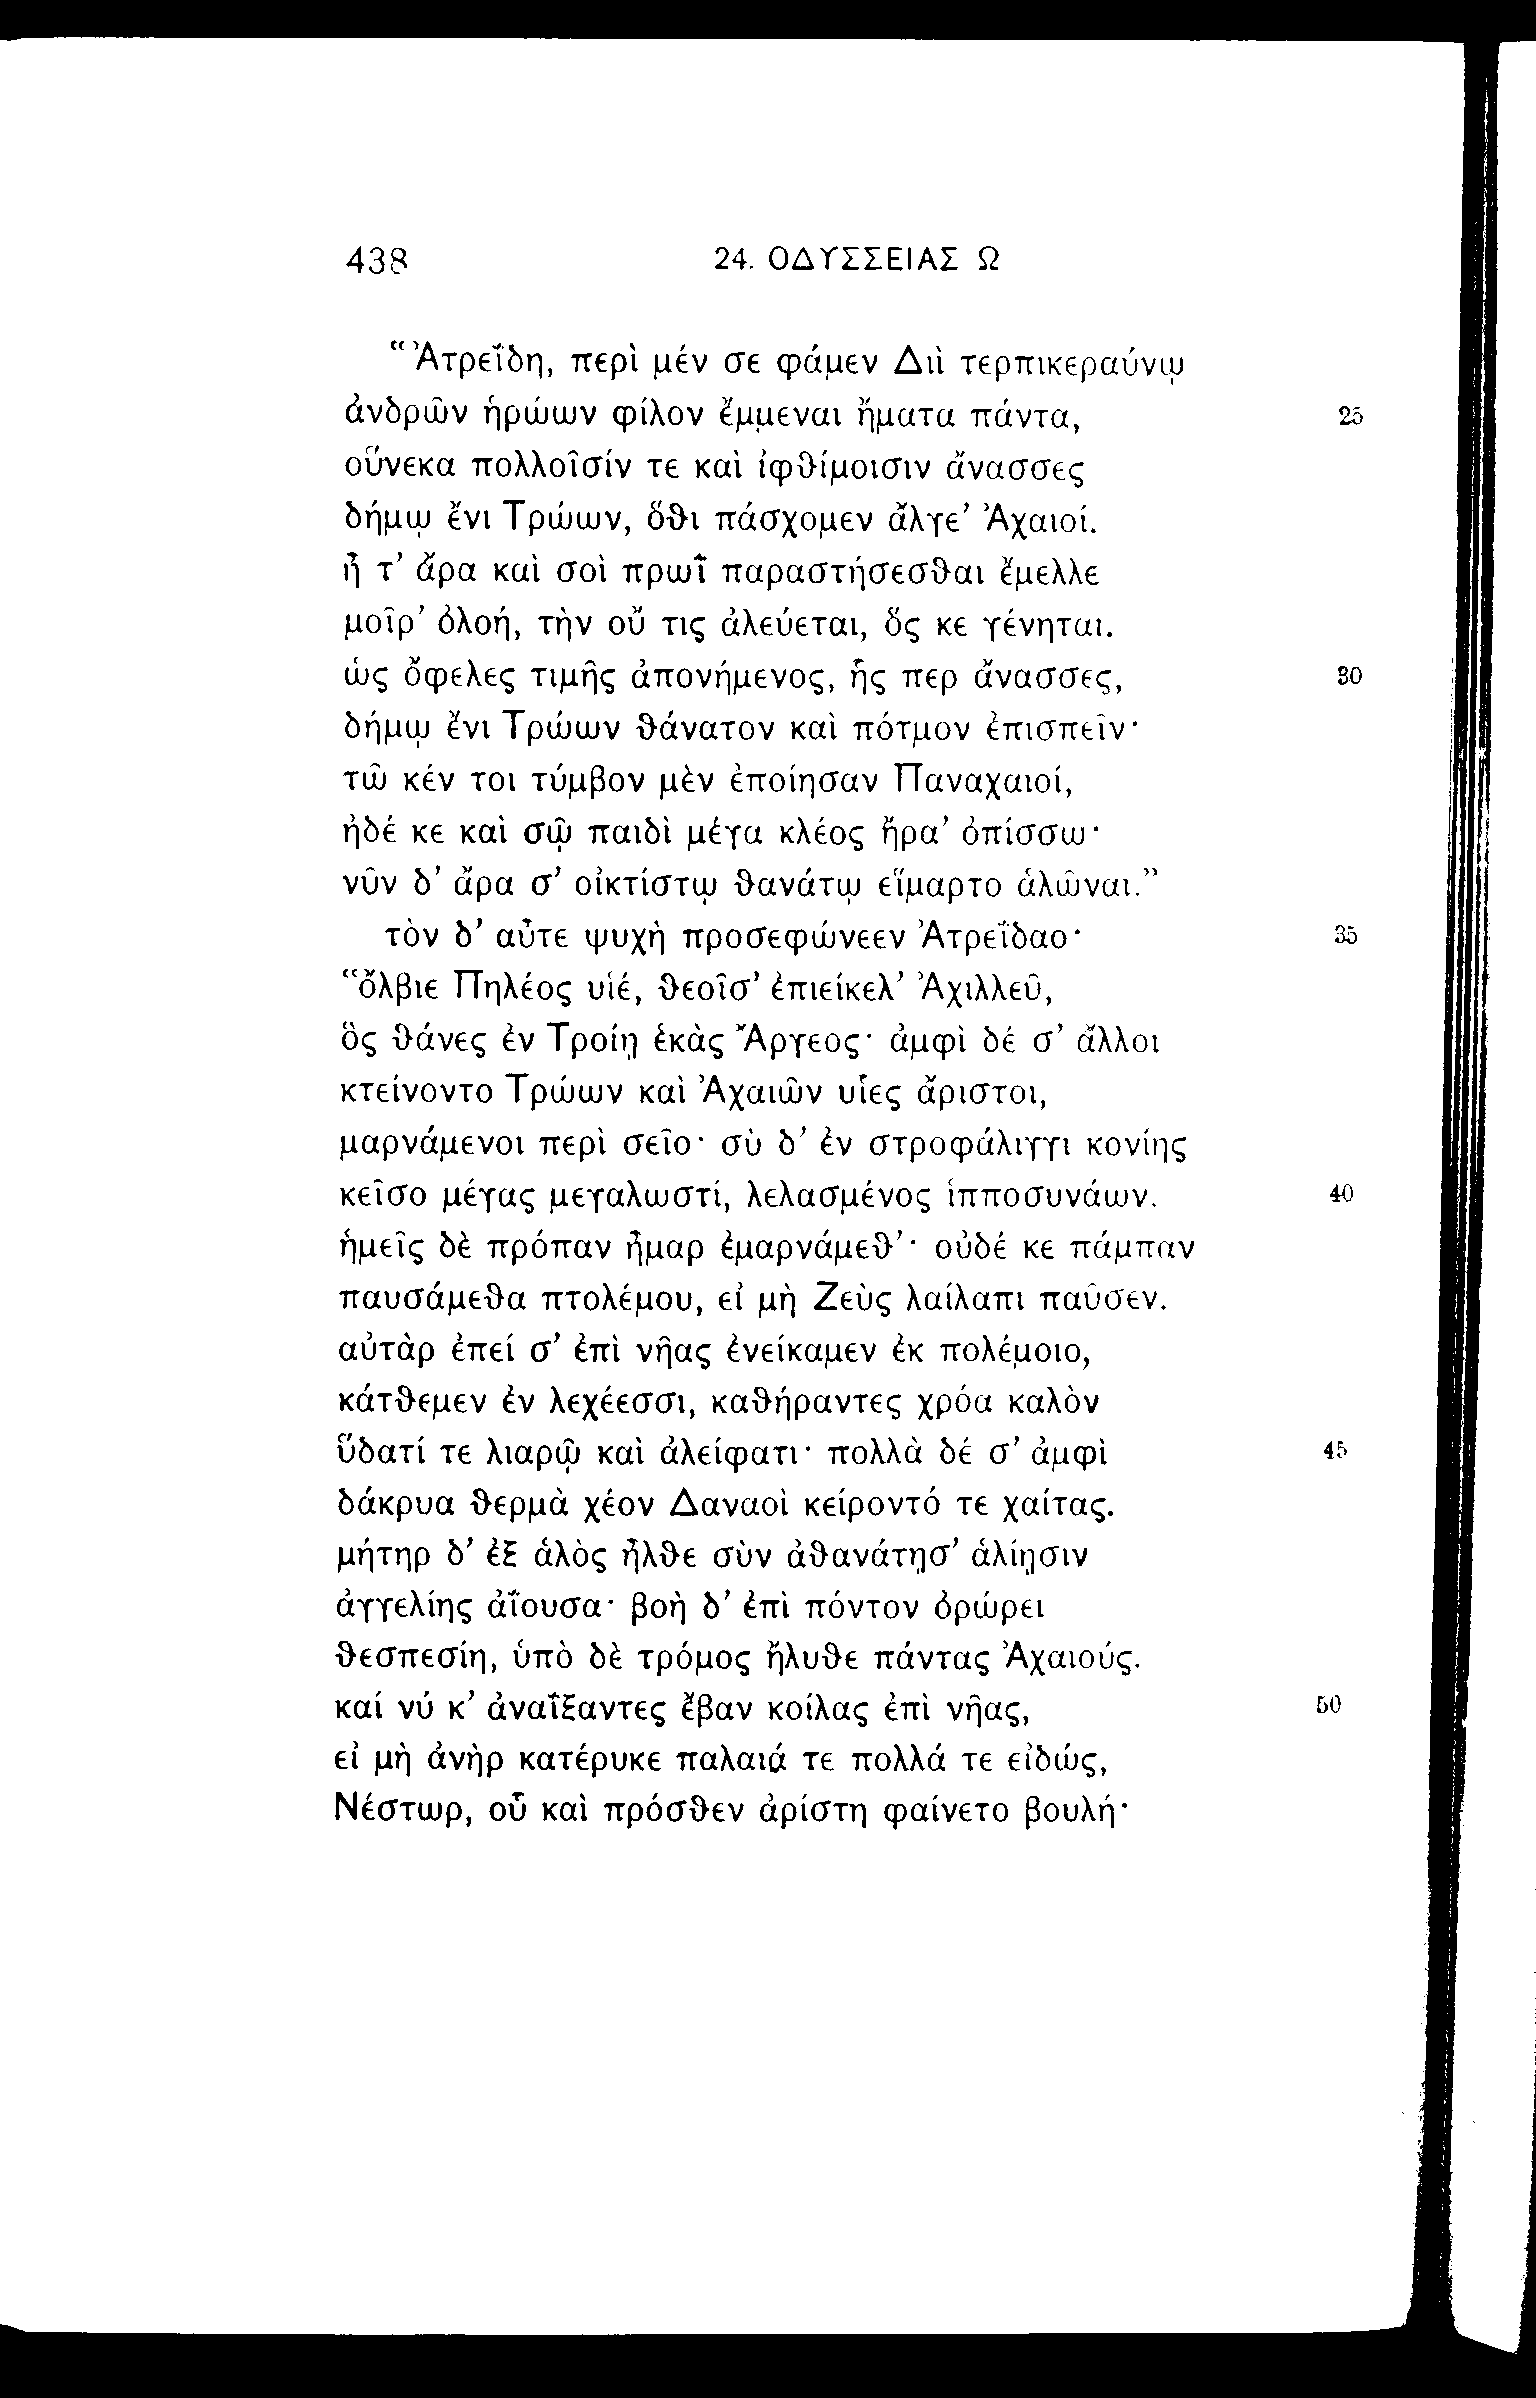 438 24. ΟΔΥΣΣΕΙΑΣ Ω
“Ἀτρεΐδη, περὶ μέν σε φάμεν Διὶ τερπικεραύνῳ
ἀνδρῶν ἡρώων φίλον ἔμμεναι ἤματα πάντα, 25
οὕνεκα πολλοῖσίν τε καὶ ἰφθίμοισιν ἄνασσες
δήμῳ ἔνι Τρώων, ὅθι πάσχομεν ἄλγε’ Ἀχαιοί.
ἦ τ’ ἄρα καὶ σοὶ πρωῒ παραστήσεσθαι ἔμελλε
μοῖρ’ ὀλοή, τὴν οὔ τις ἀλεύεται, ὅς κε γένηται.
ὡς ὄφελες τιμῆς ἀπονήμενος, ἧς περ ἄνασσες, 30
δήμῳ ἔνι Τρώων θάνατον καὶ πότμον ἐπισπεῖν·
τῶ κέν τοι τύμβον μὲν ἐποίησαν Παναχαιοί,
ἠδέ κε καὶ σῷ παιδὶ μέγα κλέος ἤρα’ ὀπίσσω·
νῦν δ’ ἄρα σ’ οἰκτίστῳ θανάτῳ εἵμαρτο ἁλῶναι.”
τὸν δ’ αὖτε ψυχὴ προσεφώνεεν Ἀτρεΐδαο· 35
“ὄλβιε Πηλέος υἱέ, θεοῖσ’ ἐπιείκελ’ Ἀχιλλεῦ,
ὃς θάνες ἐν Τροίῃ ἑκὰς Ἄργεος· ἀμφὶ δέ σ’ ἄλλοι
κτείνοντο Τρώων καὶ Ἀχαιῶν υἷες ἄριστοι,
μαρνάμενοι περὶ σεῖο· σὺ δ’ ἐν στροφάλιγγι κονίης
κεῖσο μέγας μεγαλωστί, λελασμένος ἱπποσυνάων. 40
ἡμεῖς δὲ πρόπαν ἦμαρ ἐμαρνάμεθ’· οὐδέ κε πάμπαν
παυσάμεθα πτολέμου, εἰ μὴ Ζεὺς λαίλαπι παῦσεν.
αὐτὰρ ἐπεί σ’ ἐπὶ νῆας ἐνείκαμεν ἐκ πολέμοιο,
κάτθεμεν ἐν λεχέεσσι, καθήραντες χρόα καλὸν
ὕδατί τε λιαρῷ καὶ ἀλείφατι· πολλὰ δέ σ’ ἀμφὶ 45
δάκρυα θερμὰ χέον Δαναοὶ κείροντό τε χαίτας.
μήτηρ δ’ ἐξ ἁλὸς ἦλθε σὺν ἀθανάτῃσ’ ἁλίῃσιν
ἀγγελίης ἀΐουσα· βοὴ δ’ ἐπὶ πόντον ὀρώρει
θεσπεσίη, ὑπὸ δὲ τρόμος ἤλυθε πάντας Ἀχαιούς.
καί νύ κ’ ἀναΐξαντες ἔβαν κοίλας ἐπὶ νῆας, 50
εἰ μὴ ἀνὴρ κατέρυκε παλαιά τε πολλά τε εἰδώς,
Νέστωρ, οὗ καὶ πρόσθεν ἀρίστη φαίνετο βουλή·